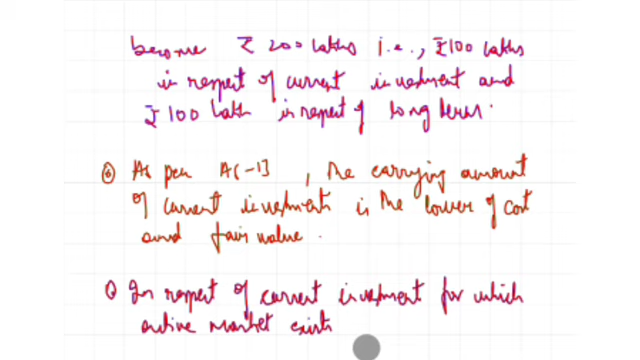 become ₹ 200 lakhs i.e., ₹100 lakhs
in respect of current investment and
₹100 lakh in respect of long term.
As per A(-1], the carrying amount
of current investments is the lower of cost
and fair value.
In respect of current investment for which
active market exists